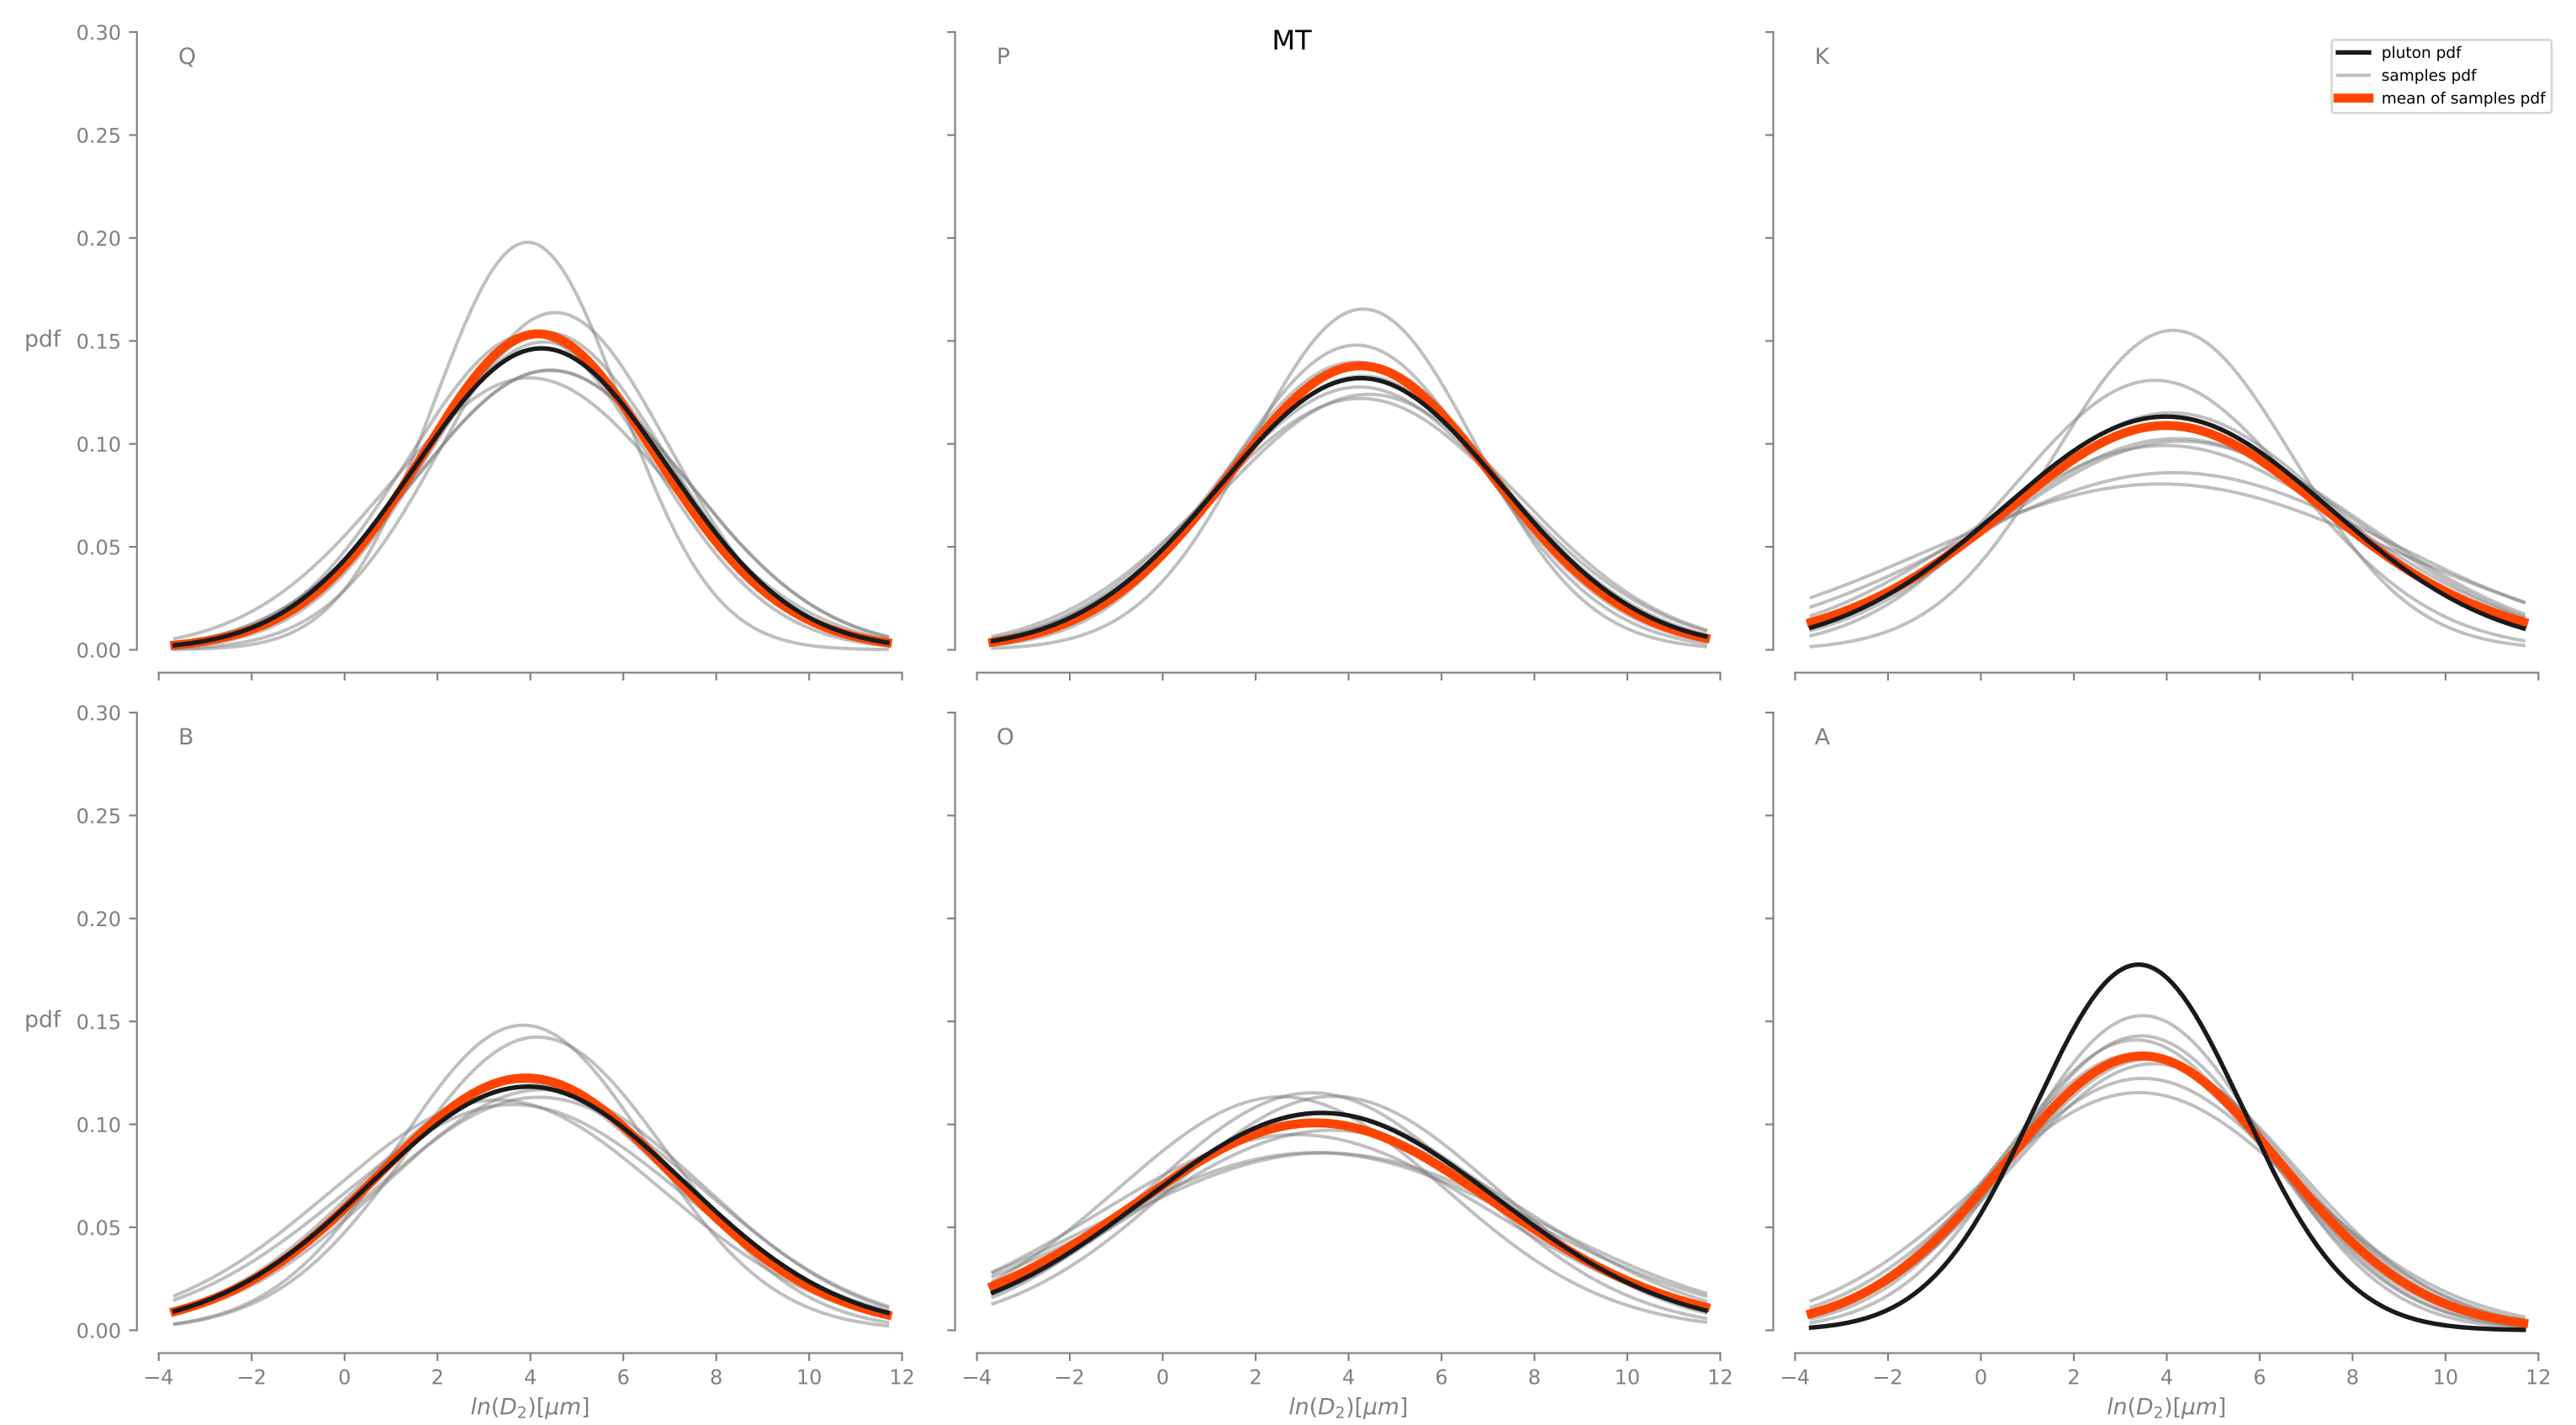 MT
Q
P
K
pluton pdf
samples pdf
mean of samples pdf
pdf
0.30
0.25
0.20
0.15
0.10
0.05
0.00
B
O
A
pdf
0.30
0.25
0.20
0.15
0.10
0.05
0.00
−4 −2 0 2 4 6 8 10 12
−4 −2 0 2 4 6 8 10 12
−4 −2 0 2 4 6 8 10 12
ln(D₂)[μm]
ln(D₂)[μm]
ln(D₂)[μm]